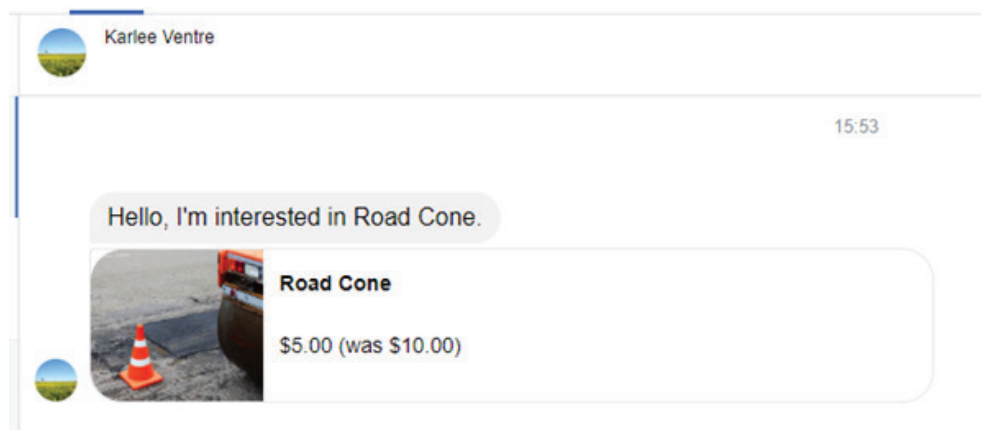 Karlee Ventre
15:53
Hello, I'm interested in Road Cone.
Road Cone
$5.00 (was $10.00)